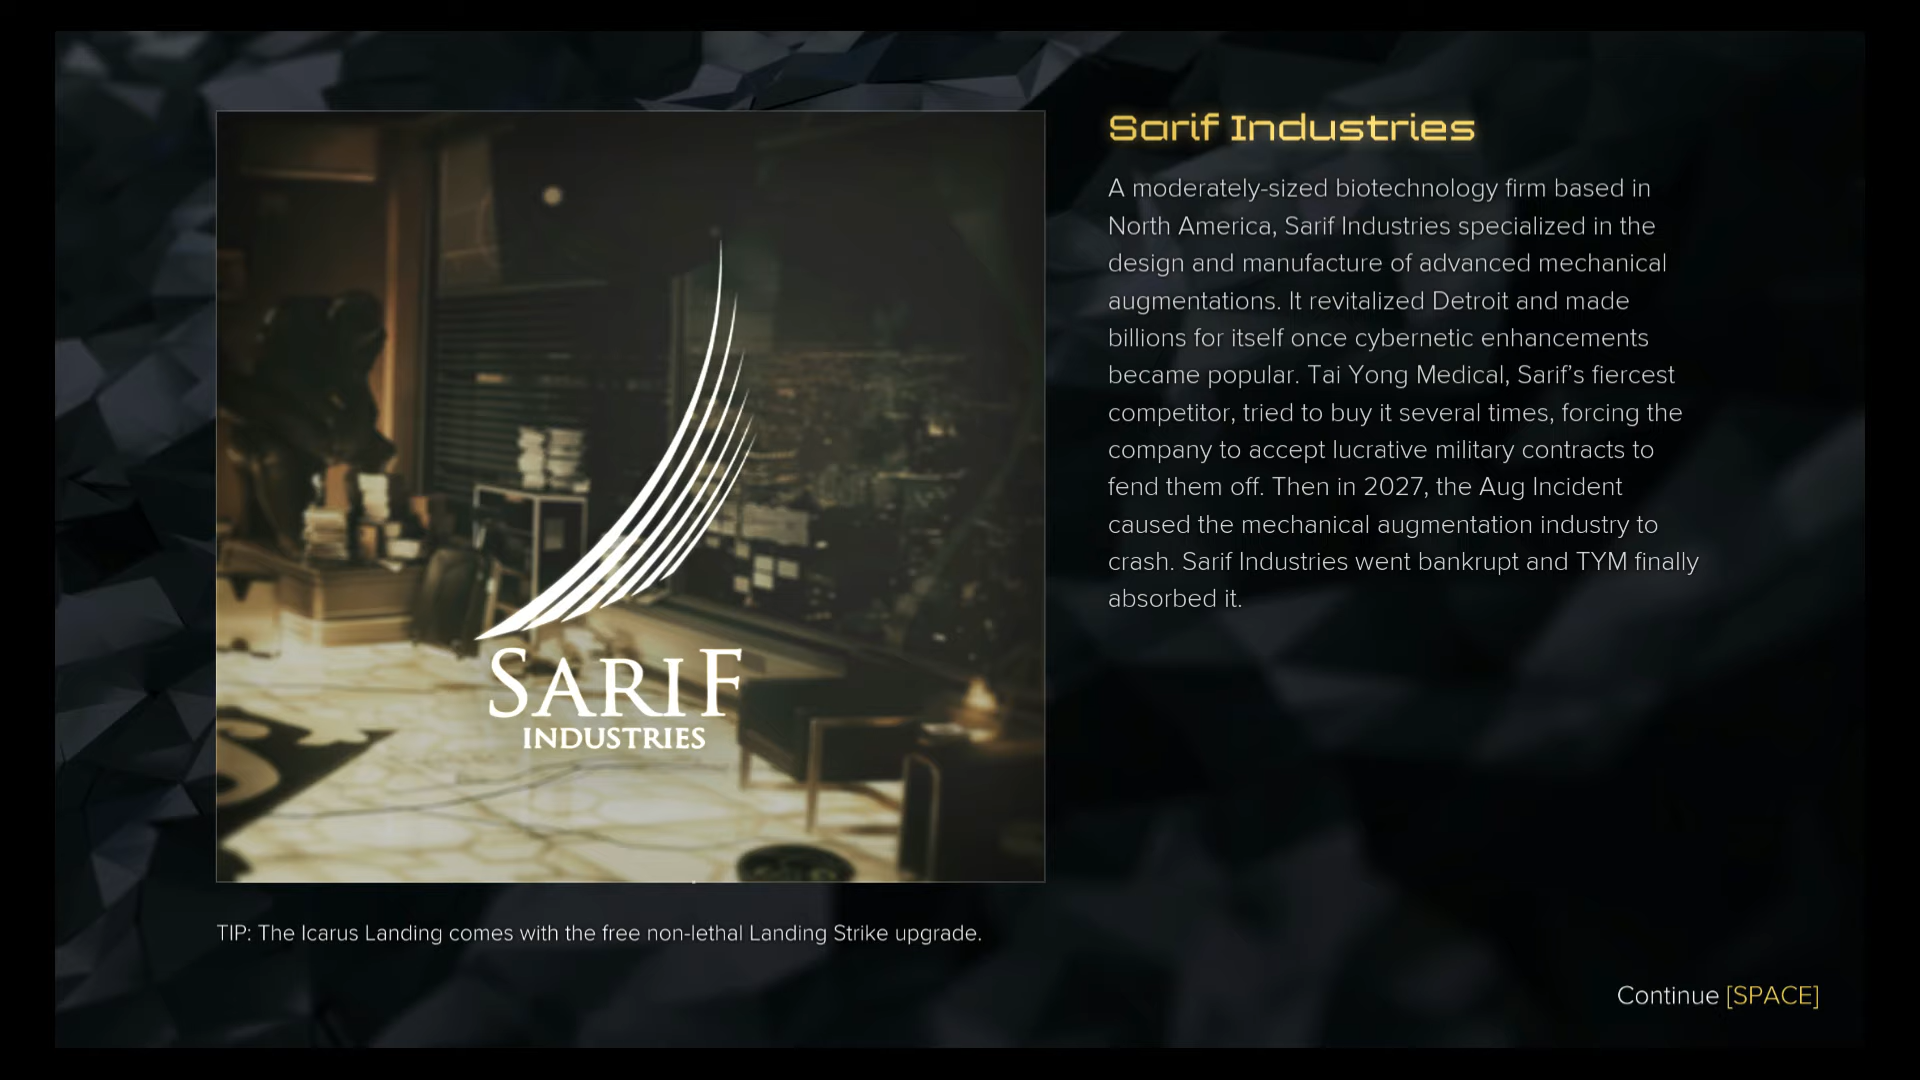 Sarif Industries
A moderately-sized biotechnology firm based in
North America, Sarif Industries specialized in the
design and manufacture of advanced mechanical
augmentations. It revitalized Detroit and made
billions for itself once cybernetic enhancements
became popular. Tai Yong Medical, Sarif’s fiercest
competitor, tried to buy it several times, forcing the
company to accept lucrative military contracts to
fend them off. Then in 2027, the Aug Incident
caused the mechanical augmentation industry to
crash. Sarif Industries went bankrupt and TYM finally
absorbed it.
SARIF
INDUSTRIES
TIP: The Icarus Landing comes with the free non-lethal Landing Strike upgrade.
Continue [SPACE]